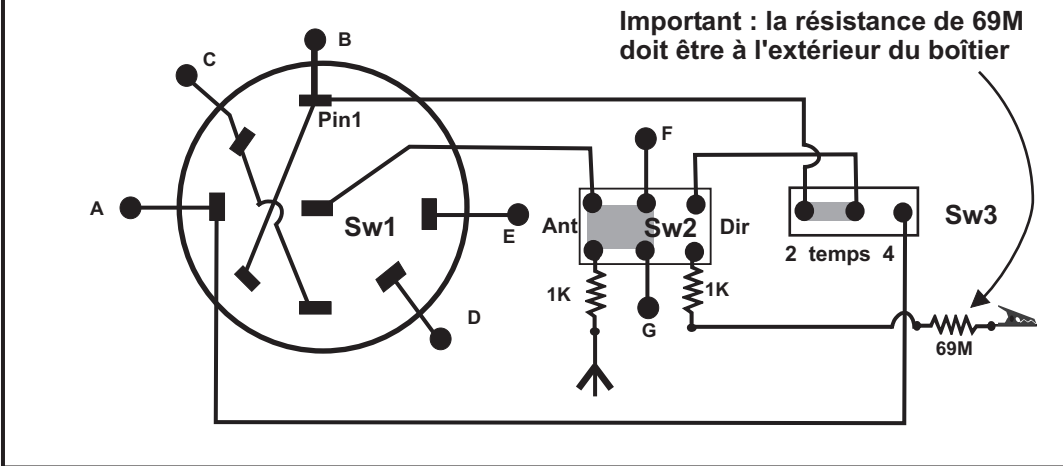 Important : la résistance de 69M
doit être à l'extérieur du boîtier
B
C
Pin1
F
A
Sw1
E
Ant
Sw2
Dir
Sw3
2 temps 4
1K
1K
G
D
69M